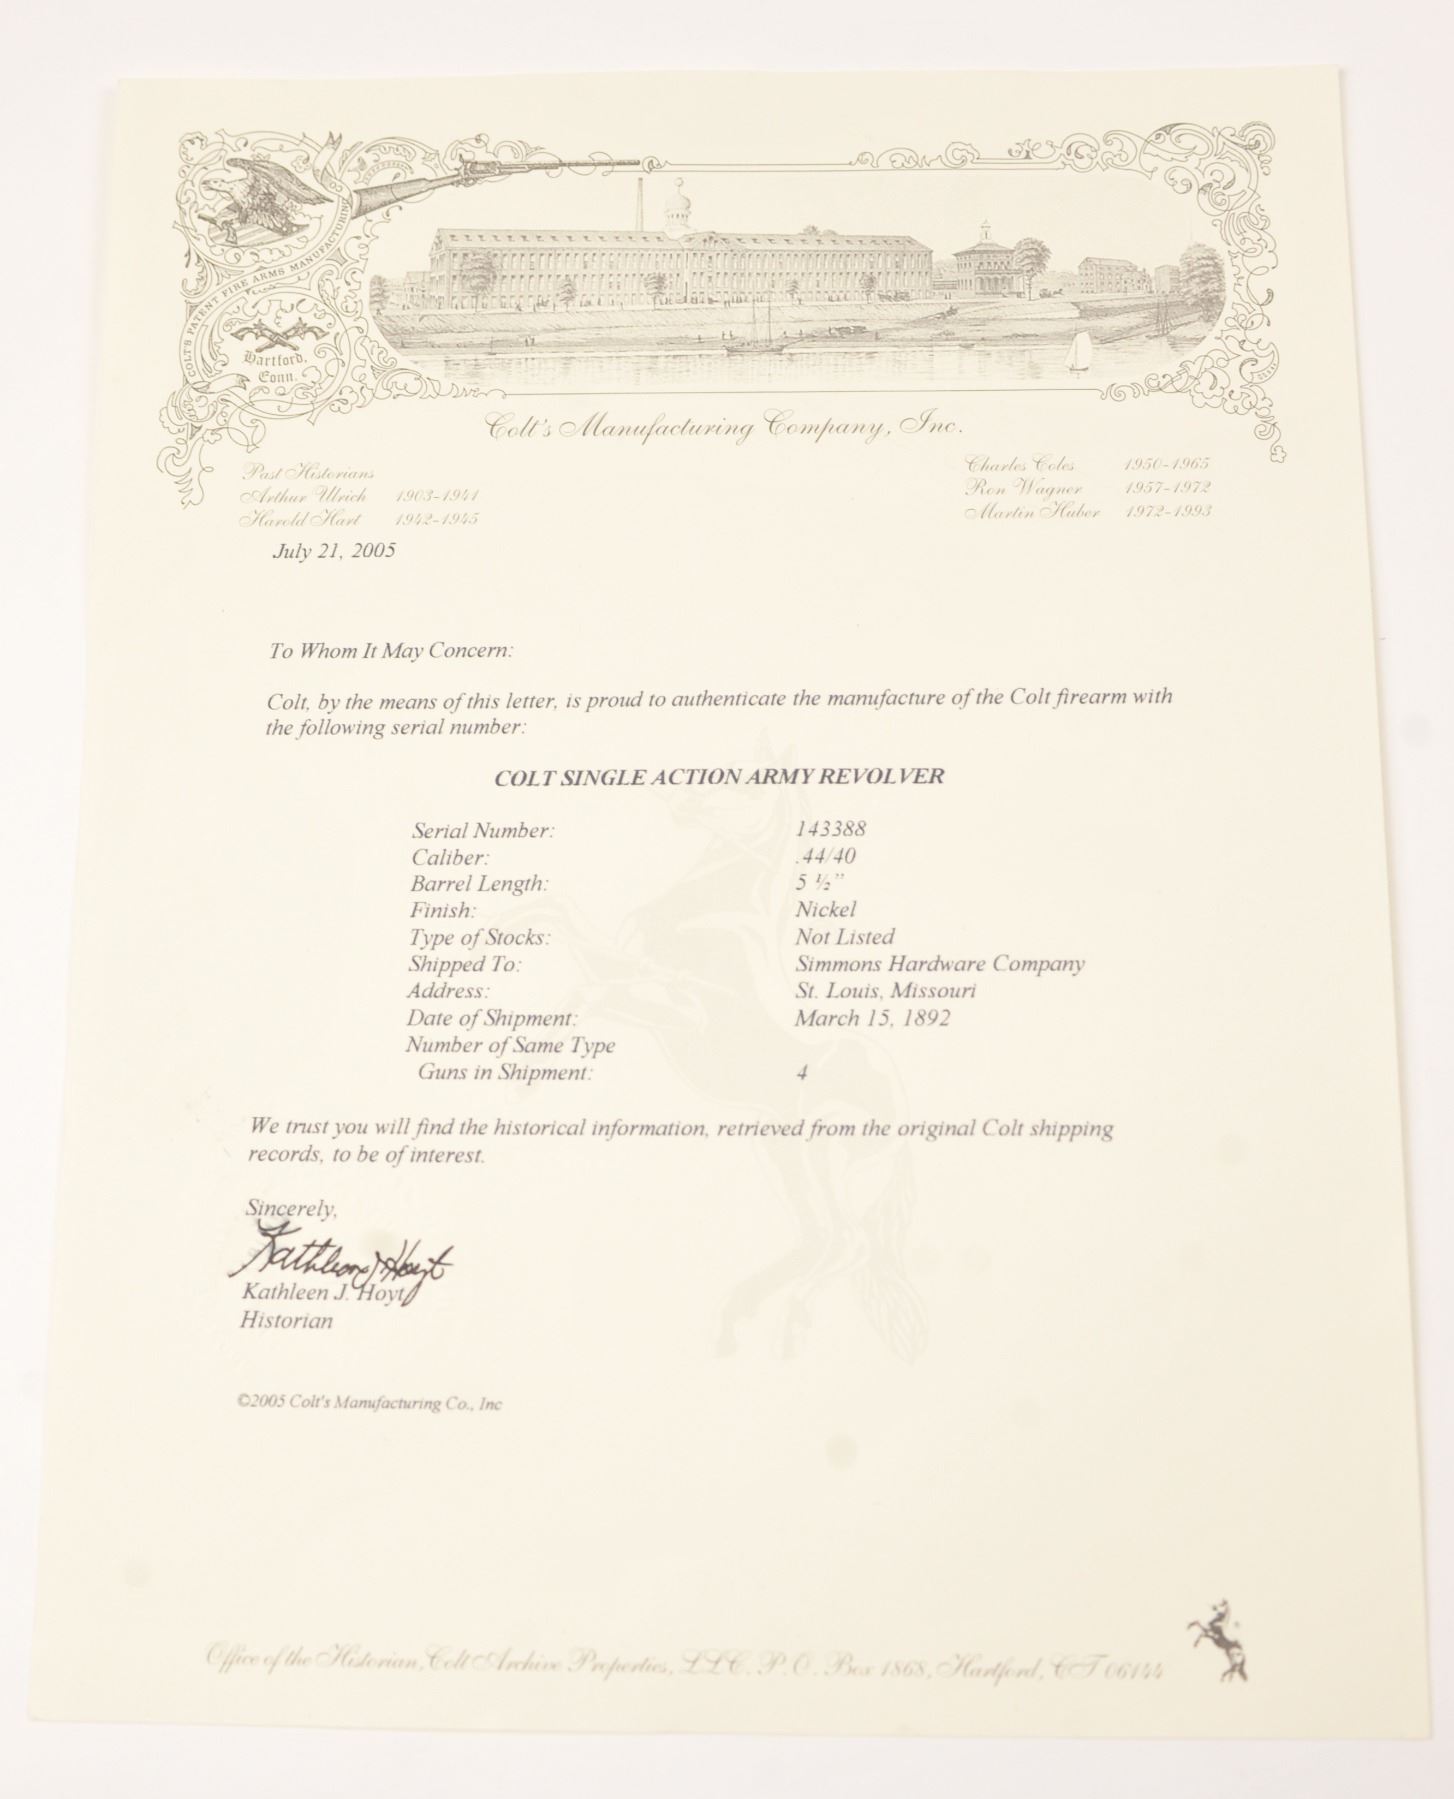 COLT'S PATENT FIRE ARMS MANUFACTURING
Hartford,
Conn.
Colt's Manufacturing Company, Inc.
Past Historians
Arthur Ulrich 1903-1941
Harold Hart 1942-1945
Charles Coles 1950-1965
Ron Wagner 1957-1972
Martin Huber 1972-1993
July 21, 2005
To Whom It May Concern:
Colt, by the means of this letter, is proud to authenticate the manufacture of the Colt firearm with
the following serial number:
COLT SINGLE ACTION ARMY REVOLVER
Serial Number: 143388
Caliber: .44/40
Barrel Length: 5 ½"
Finish: Nickel
Type of Stocks: Not Listed
Shipped To: Simmons Hardware Company
Address: St. Louis, Missouri
Date of Shipment: March 15, 1892
Number of Same Type
Guns in Shipment: 4
We trust you will find the historical information, retrieved from the original Colt shipping
records, to be of interest.
Sincerely,
Kathleen J Hoyt
Kathleen J. Hoyt
Historian
©2005 Colt's Manufacturing Co., Inc
Office of the Historian, Colt Archive Properties, LLC. P. O. Box 1868, Hartford, CT 06144